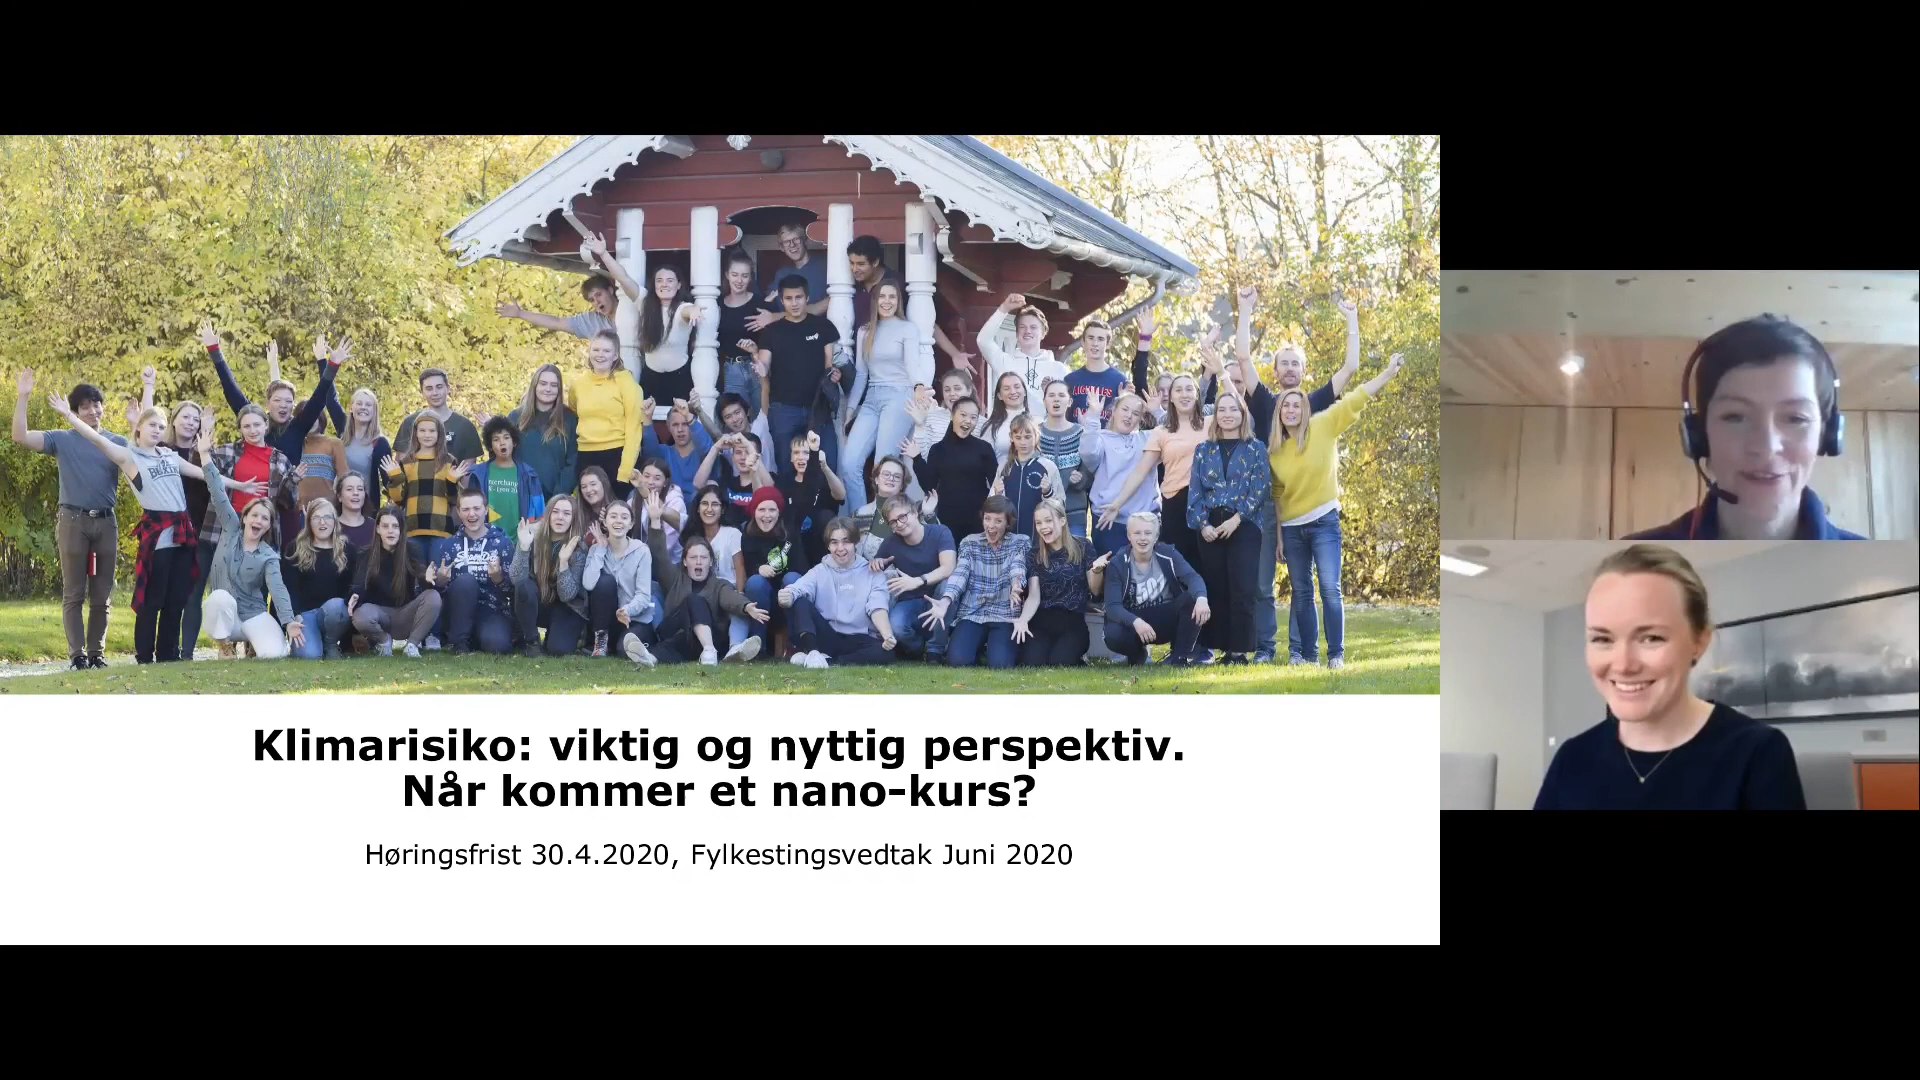 Klimarisiko: viktig og nyttig perspektiv.
Når kommer et nano-kurs?
Høringsfrist 30.4.2020, Fylkestingsvedtak Juni 2020